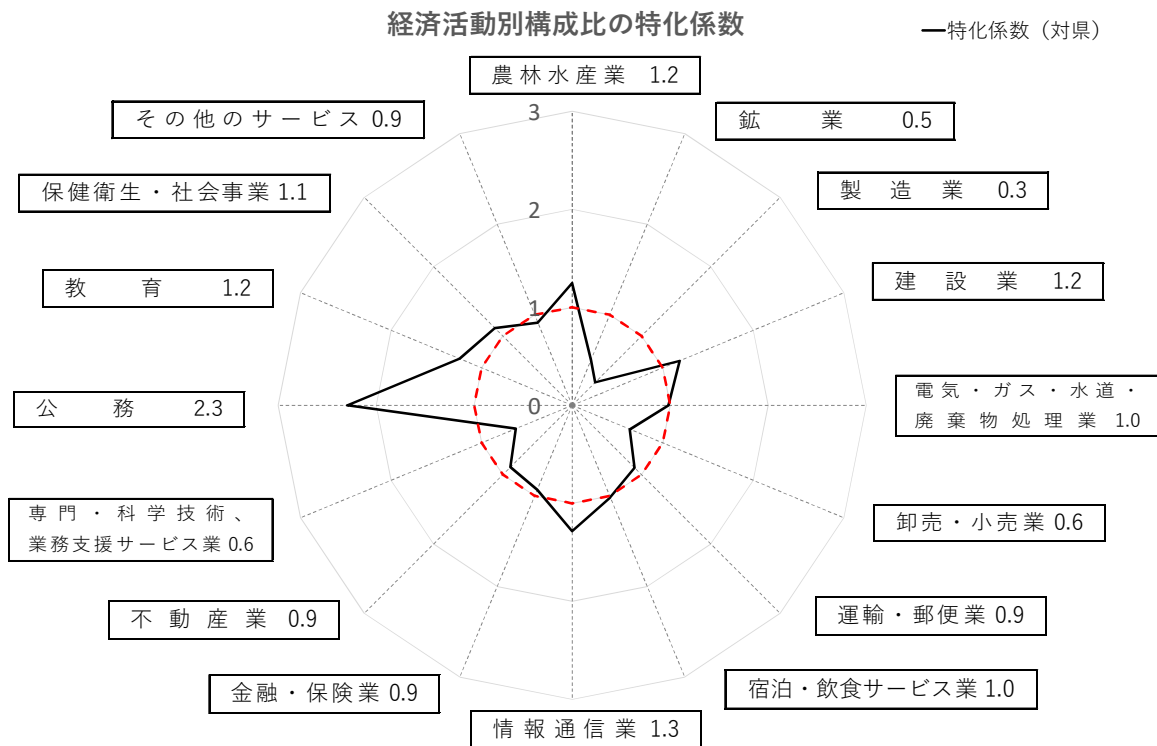 経済活動別構成比の特化係数
特化係数（対県）
農林水産業 1.2
鉱業 0.5
製造業 0.3
建設業 1.2
電気・ガス・水道・
廃棄物処理業 1.0
卸売・小売業 0.6
運輸・郵便業 0.9
宿泊・飲食サービス業 1.0
情報通信業 1.3
金融・保険業 0.9
不動産業 0.9
専門・科学技術、
業務支援サービス業 0.6
公務 2.3
教育 1.2
保健衛生・社会事業 1.1
その他のサービス 0.9
3
2
1
0